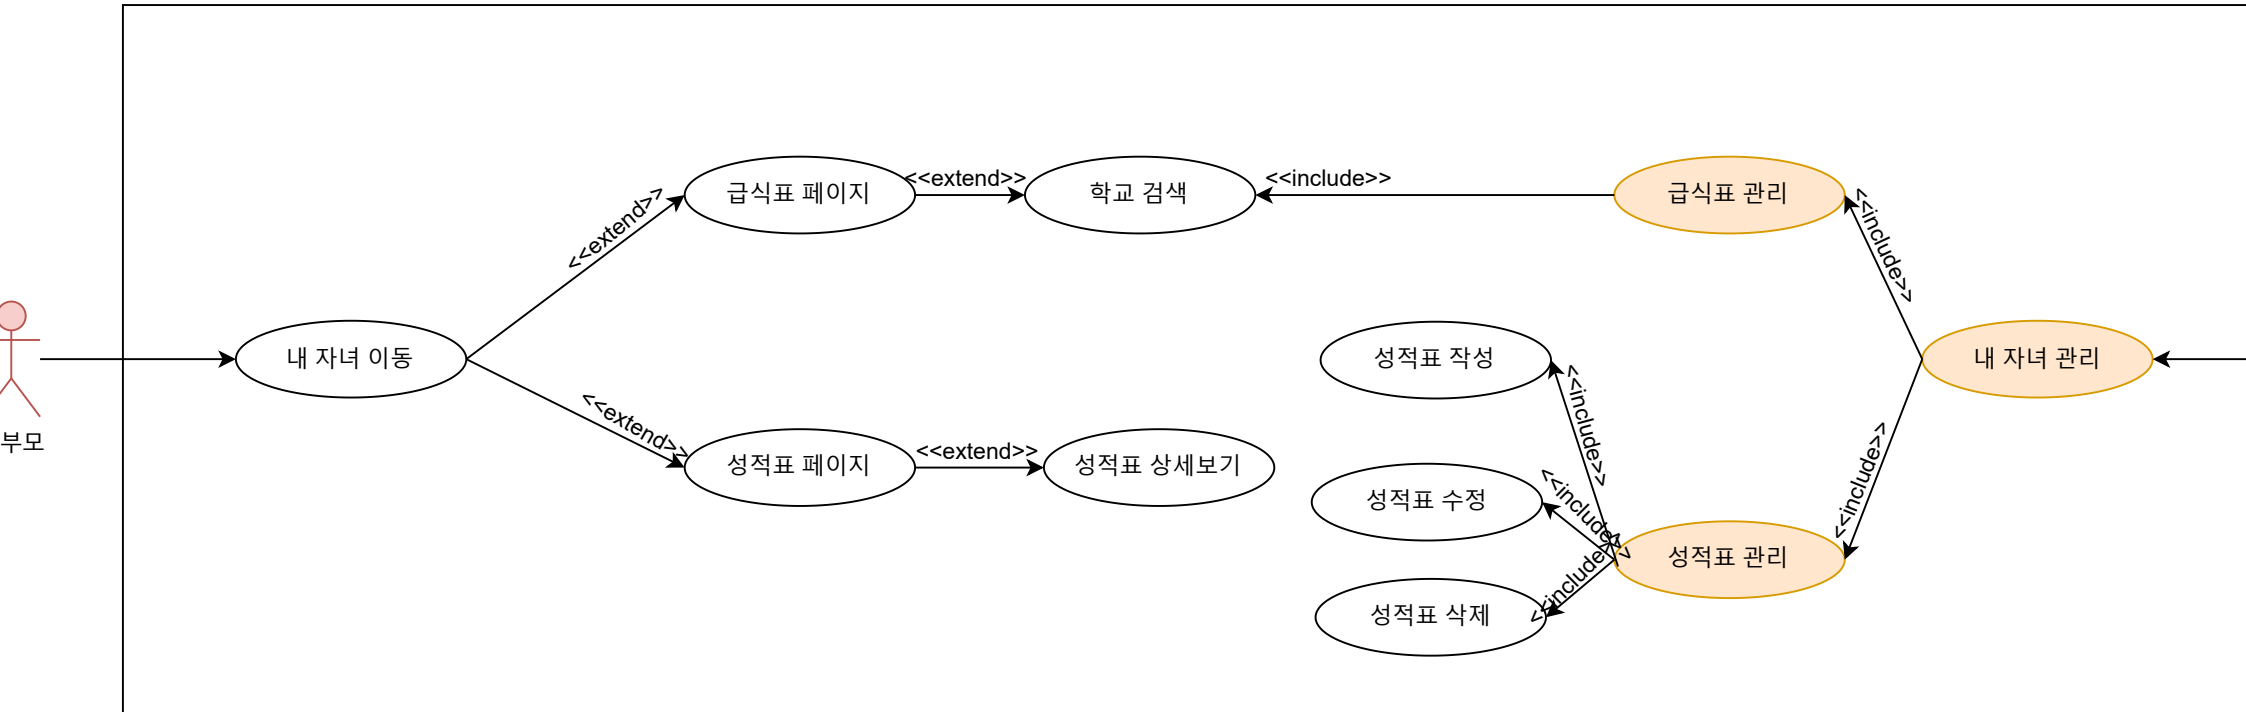 급식표 페이지
<<extend>>
학교 검색
<<include>>
급식표 관리
<<extend>>
<<include>>
내 자녀 이동
성적표 작성
내 자녀 관리
<<include>>
부모
<<extend>>
성적표 페이지
<<extend>>
성적표 상세보기
성적표 수정
<<include>>
<<include>>
성적표 관리
<<include>>
성적표 삭제